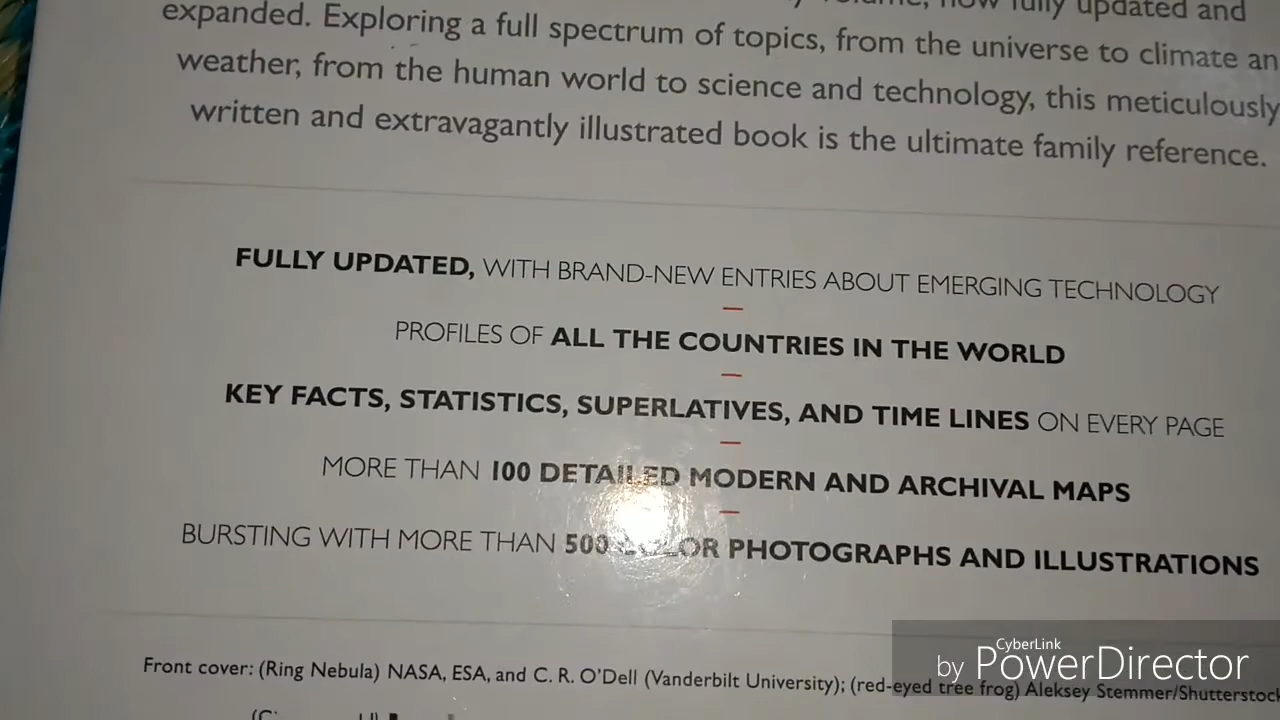 now fully updated and
expanded. Exploring a full spectrum of topics, from the universe to climate an
weather, from the human world to science and technology, this meticulously
written and extravagantly illustrated book is the ultimate family reference.
FULLY UPDATED, WITH BRAND-NEW ENTRIES ABOUT EMERGING TECHNOLOGY
PROFILES OF ALL THE COUNTRIES IN THE WORLD
KEY FACTS, STATISTICS, SUPERLATIVES, AND TIME LINES ON EVERY PAGE
MORE THAN 100 DETAILED MODERN AND ARCHIVAL MAPS
BURSTING WITH MORE THAN 500 COLOR PHOTOGRAPHS AND ILLUSTRATIONS
Front cover: (Ring Nebula) NASA, ESA, and C. R. O'Dell (Vanderbilt University); (red-eyed tree frog) Aleksey Stemmer/Shutterstock
CyberLink
by PowerDirector